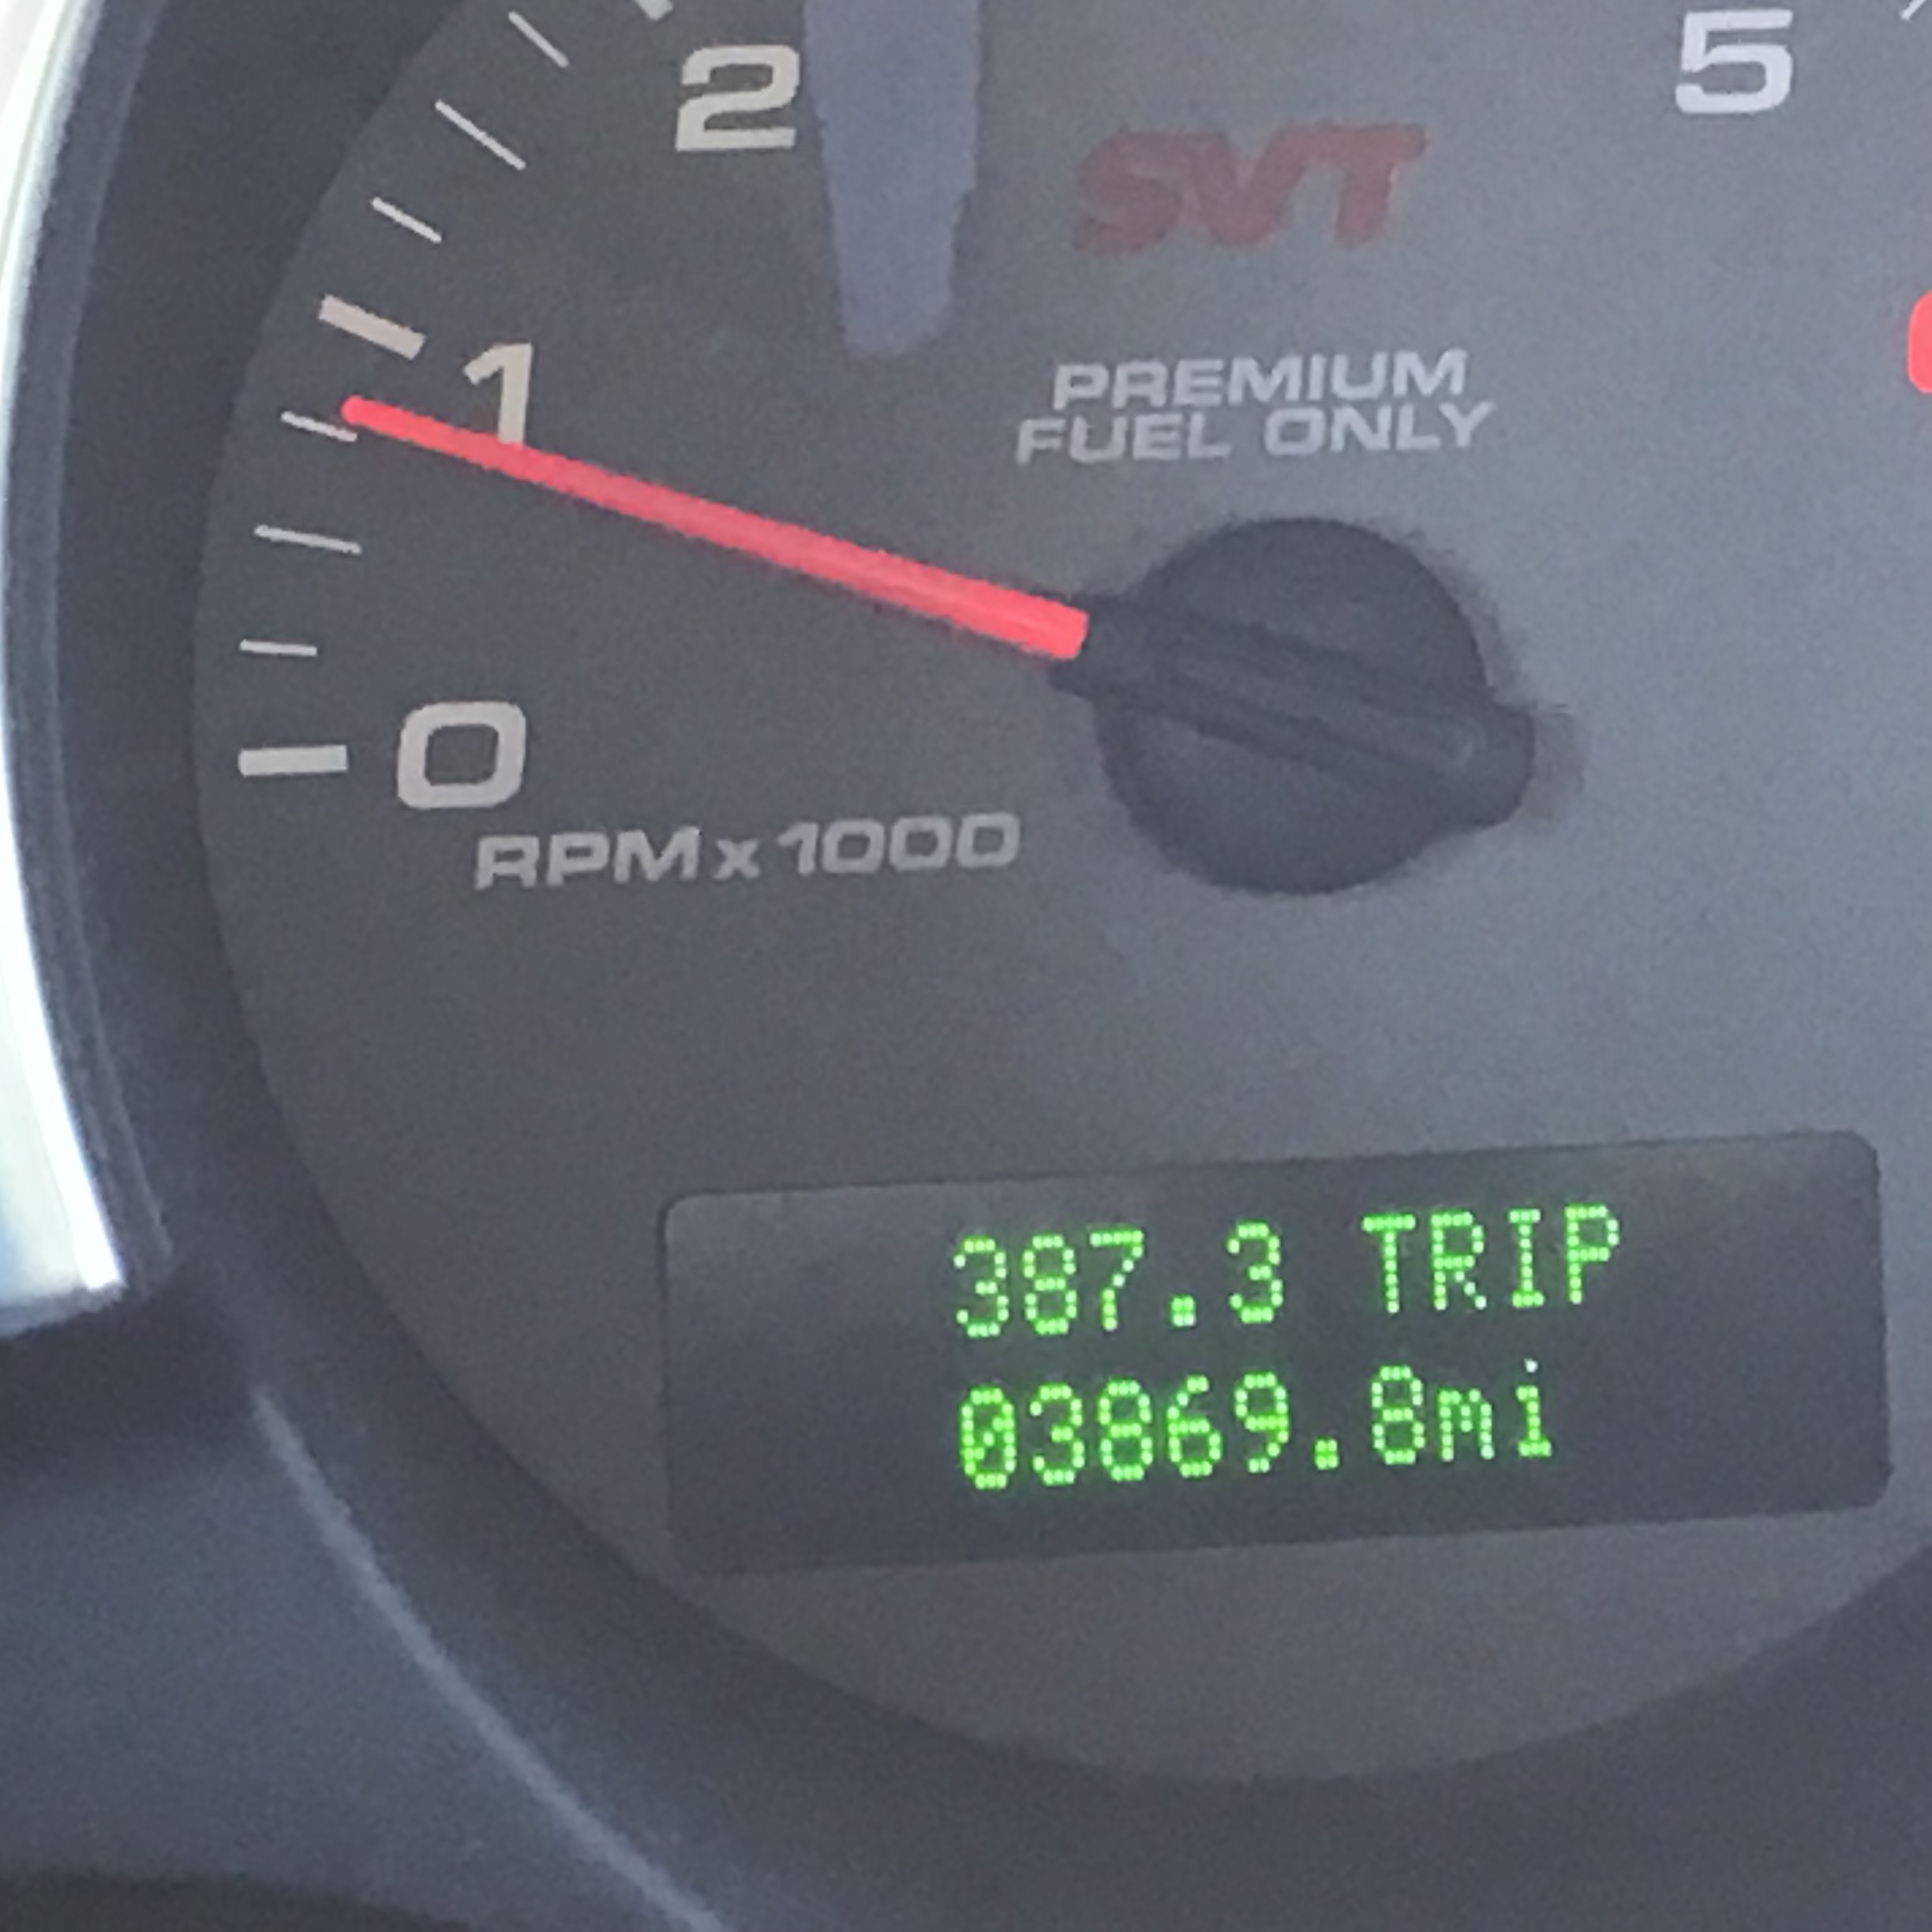 2
5
SVT
1
PREMIUM
FUEL ONLY
0
RPM x 1000
387.3 TRIP
03869.8mi